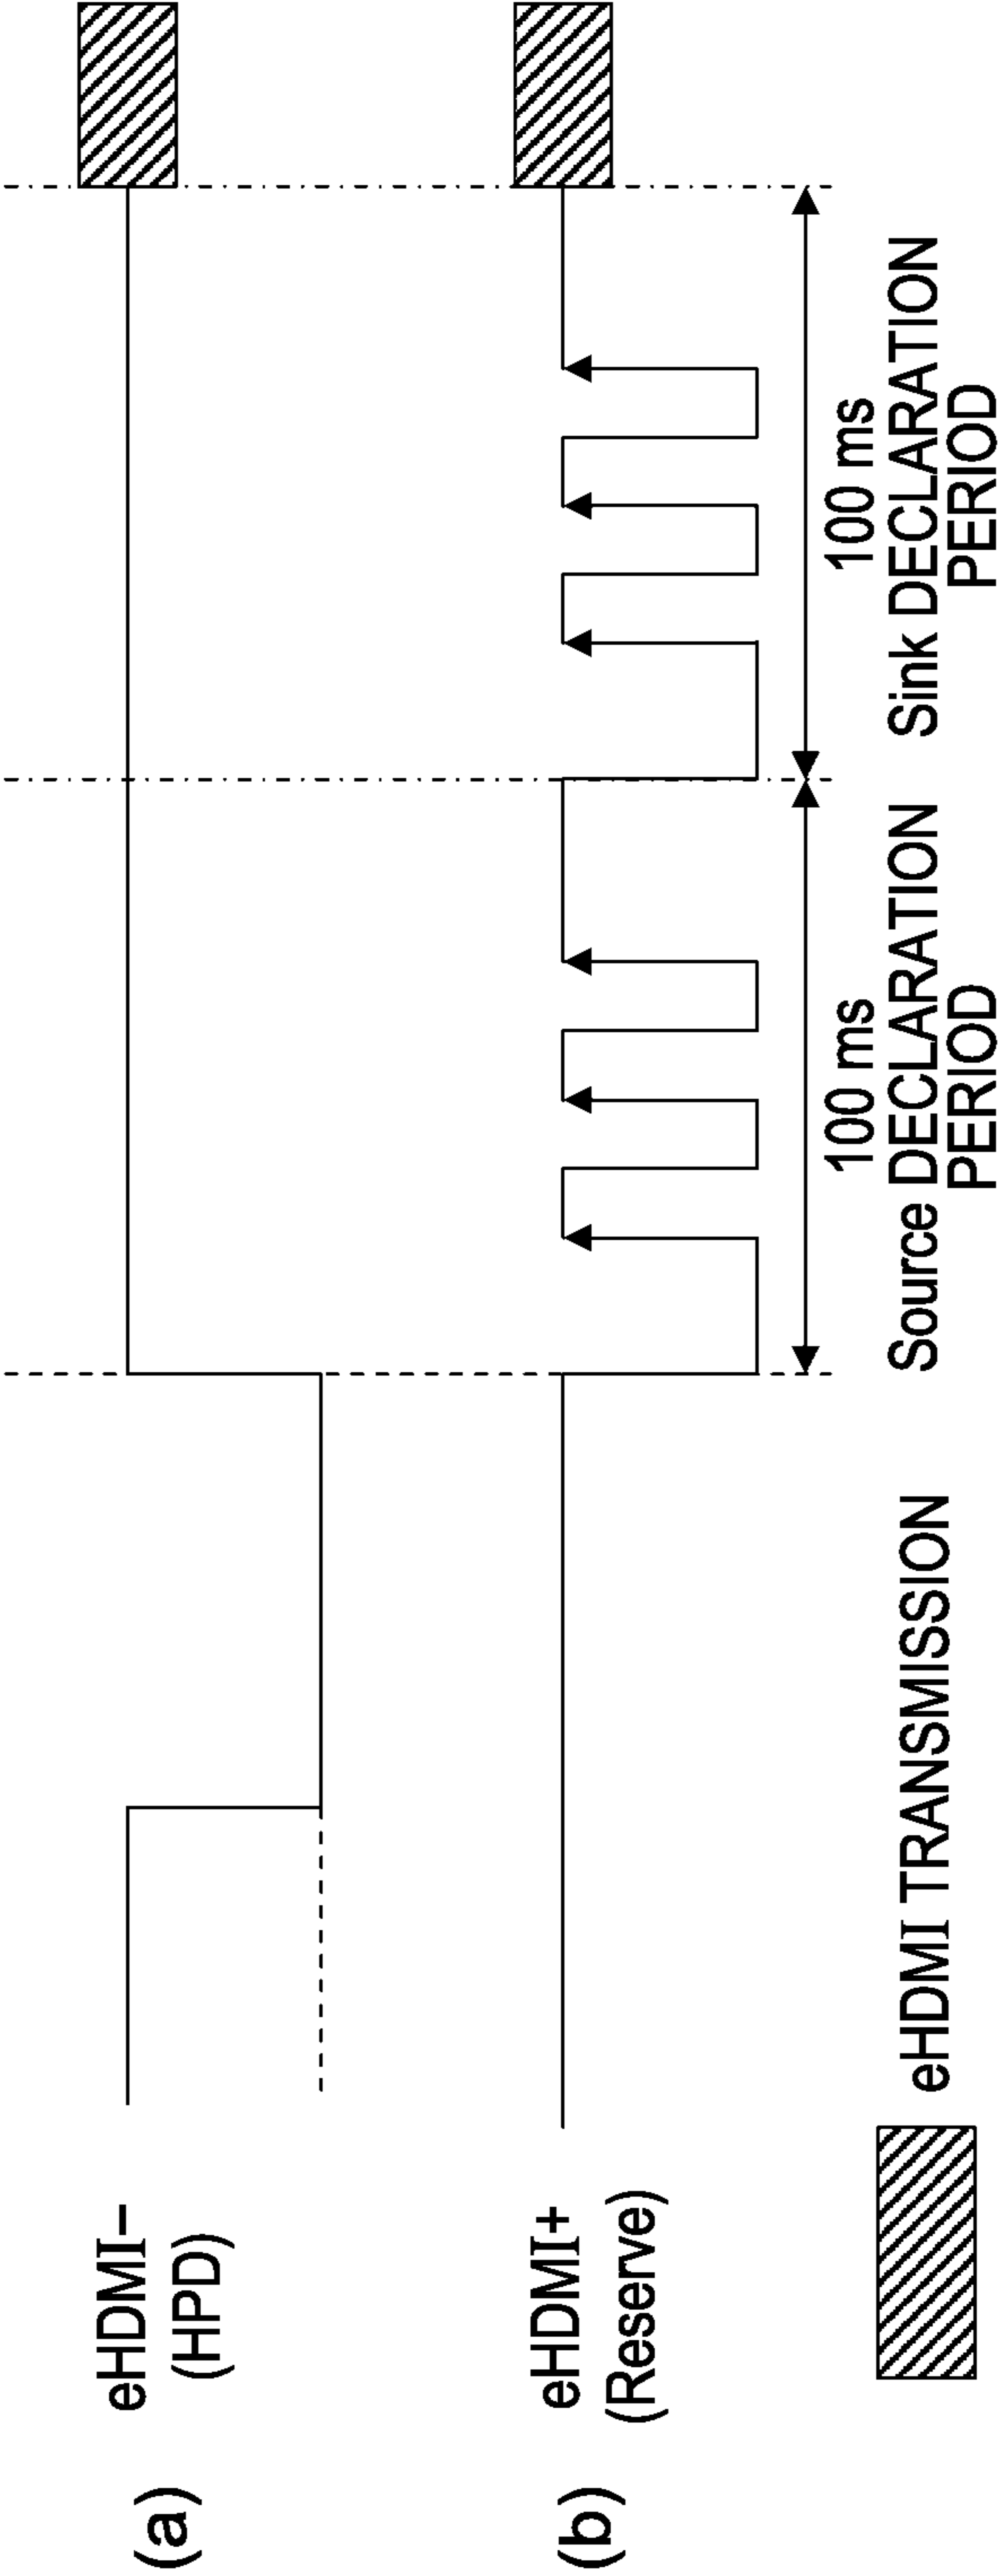 (a)
eHDMI−
(HPD)
(b)
eHDMI+
(Reserve)
100 ms
Source DECLARATION
PERIOD
100 ms
Sink DECLARATION
PERIOD
eHDMI TRANSMISSION